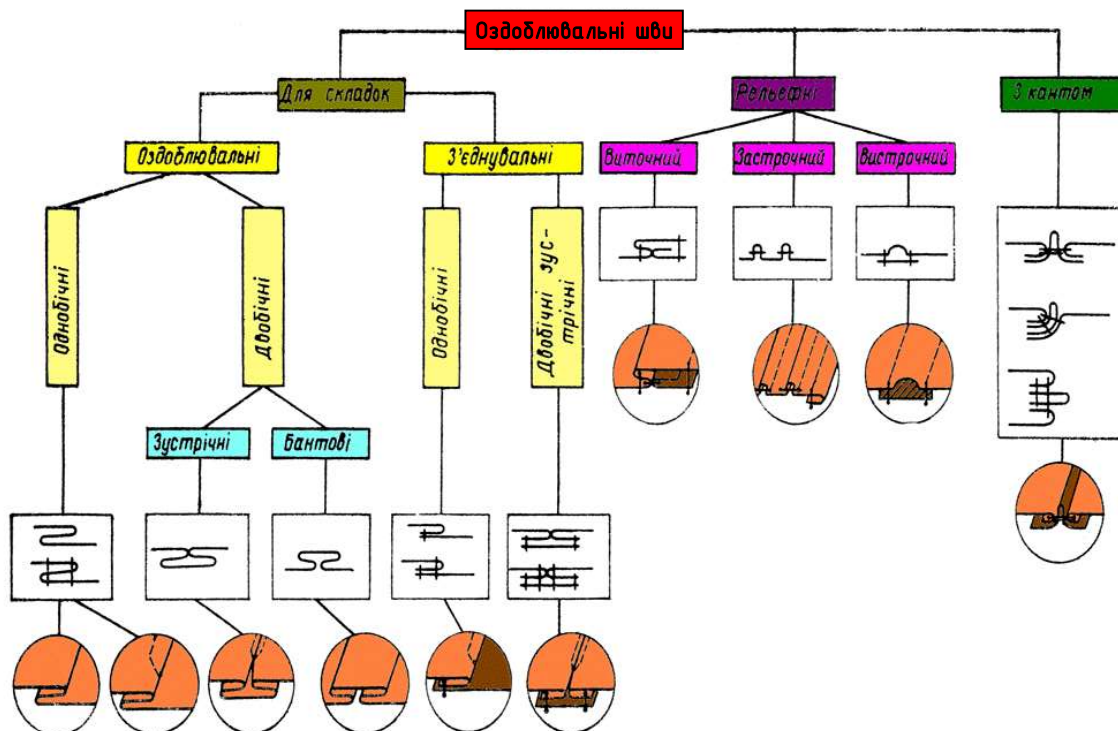 Оздоблювальні шви
Для складок
Рельєфні
З кантом
Оздоблювальні
З'єднувальні
Виточний
Застрочний
Вистрочний
Однобічні
Двобічні
Однобічні
Двобічні зус-
трічні
Зустрічні
Бантові